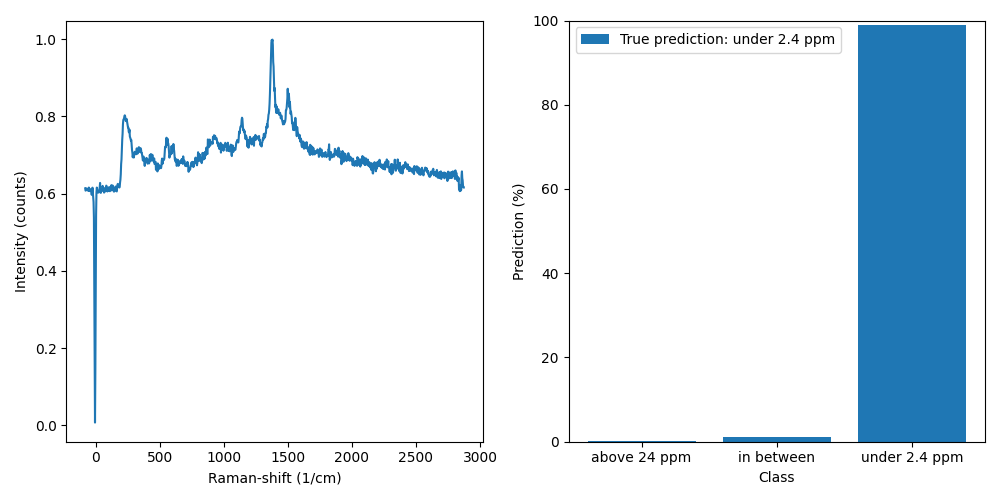 1.0
0.8
0.6
0.4
0.2
0.0
Intensity (counts)
0 500 1000 1500 2000 2500 3000
Raman-shift (1/cm)
100
80
60
40
20
0
Prediction (%)
True prediction: under 2.4 ppm
above 24 ppm in between under 2.4 ppm
Class